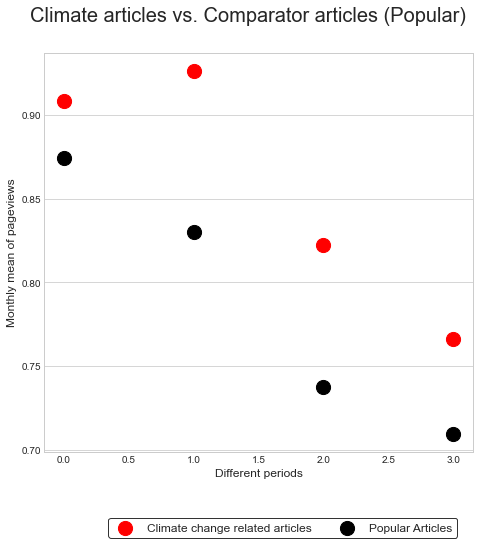 Climate articles vs. Comparator articles (Popular)
Monthly mean of pageviews
0.90
0.85
0.80
0.75
0.70
0.0 0.5 1.0 1.5 2.0 2.5 3.0
Different periods
Climate change related articles Popular Articles